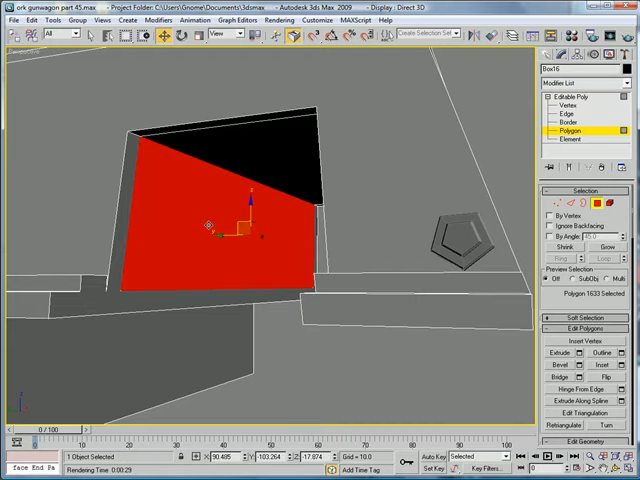 ork gunwagon part 45.max - Autodesk 3ds Max 2009 - Display : Direct 3D
File Edit Tools Group Views Create Modifiers Animation Graph Editors Rendering Customize MAXScript Help
All View Create Selection Set
Perspective
Box16
Modifier List
Editable Poly
Vertex
Edge
Border
Polygon
Element
Selection
By Vertex
Ignore Backfacing
By Angle: 45.0
Shrink Grow
Ring Loop
Preview Selection
Off SubObj Multi
Polygon 1633 Selected
Soft Selection
Edit Polygons
Insert Vertex
Extrude Outline
Bevel Inset
Bridge Flip
Hinge From Edge
Extrude Along Spline
Edit Triangulation
Retriangulate Turn
Edit Geometry
z
y
0 / 100
0 10 20 30 40 50 60 70 80 90 100
1 Object Selected X: 90.485 Y: -103.264 Z: -17.874 Grid = 10.0 Auto Key Selected
face End Pa Rendering Time 0:00:29 Add Time Tag Set Key Key Filters... 0